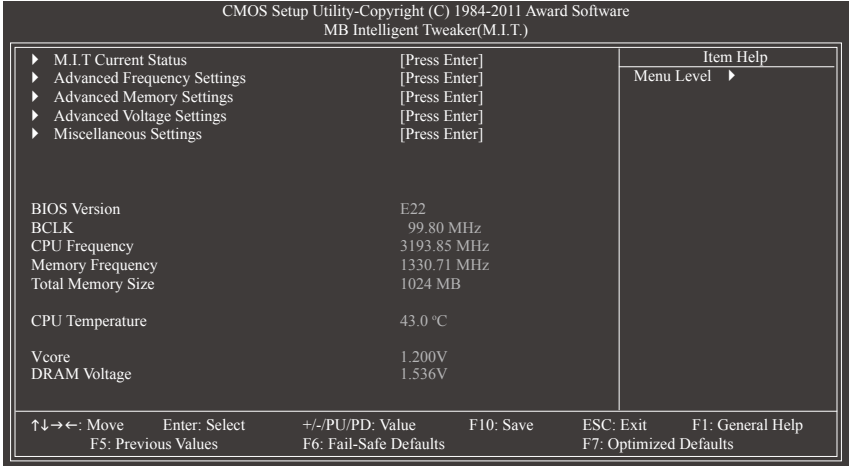 CMOS Setup Utility-Copyright (C) 1984-2011 Award Software
MB Intelligent Tweaker(M.I.T.)
M.I.T Current Status [Press Enter]
Advanced Frequency Settings [Press Enter]
Advanced Memory Settings [Press Enter]
Advanced Voltage Settings [Press Enter]
Miscellaneous Settings [Press Enter]
Item Help
Menu Level
BIOS Version E22
BCLK 99.80 MHz
CPU Frequency 3193.85 MHz
Memory Frequency 1330.71 MHz
Total Memory Size 1024 MB
CPU Temperature 43.0 °C
Vcore 1.200V
DRAM Voltage 1.536V
↑↓→←: Move Enter: Select +/-/PU/PD: Value F10: Save ESC: Exit F1: General Help
F5: Previous Values F6: Fail-Safe Defaults F7: Optimized Defaults